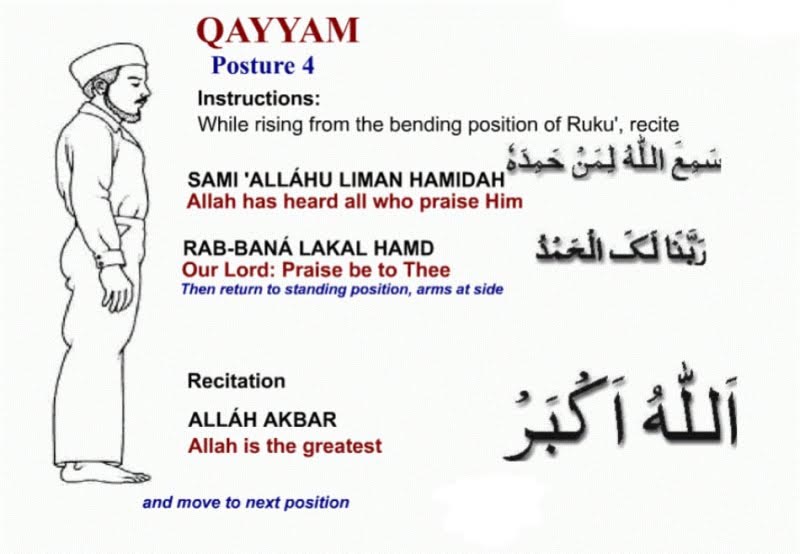 QAYYAM
Posture 4
Instructions:
While rising from the bending position of Ruku', recite
سَمِعَ اللّٰهُ لِمَنْ حَمِدَهٗ
SAMI 'ALLÁHU LIMAN HAMIDAH
Allah has heard all who praise Him
RAB-BANÁ LAKAL HAMD
رَبَّنَا لَکَ الْحَمْدُ
Our Lord: Praise be to Thee
Then return to standing position, arms at side
Recitation
ALLÁH AKBAR
اَللّٰهُ اَکْبَرُ
Allah is the greatest
and move to next position